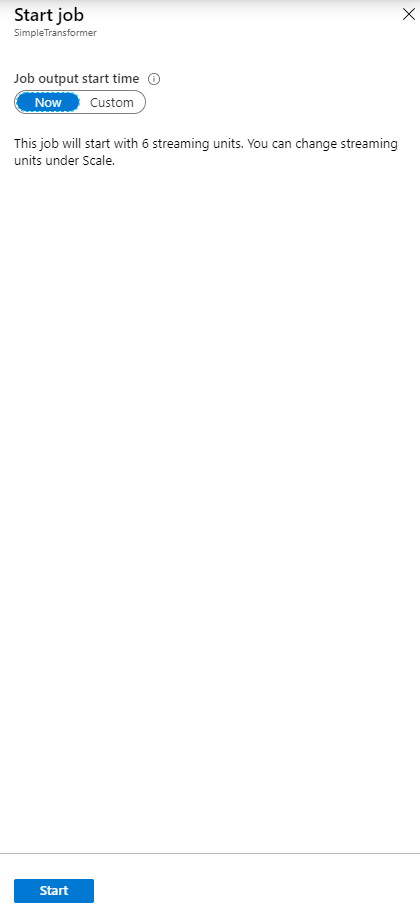 Start job
SimpleTransformer
Job output start time
Now
Custom
This job will start with 6 streaming units. You can change streaming
units under Scale.
Start